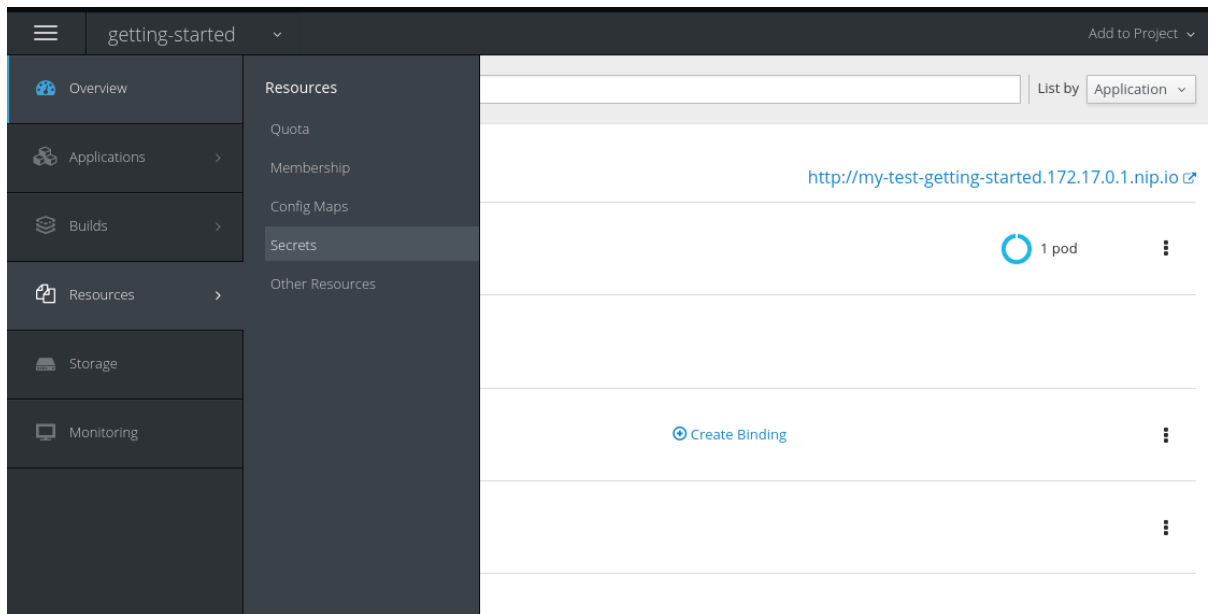 getting-started
Add to Project
Overview
Applications
Builds
Resources
Storage
Monitoring
Resources
Quota
Membership
Config Maps
Secrets
Other Resources
List by Application
http://my-test-getting-started.172.17.0.1.nip.io
1 pod
Create Binding